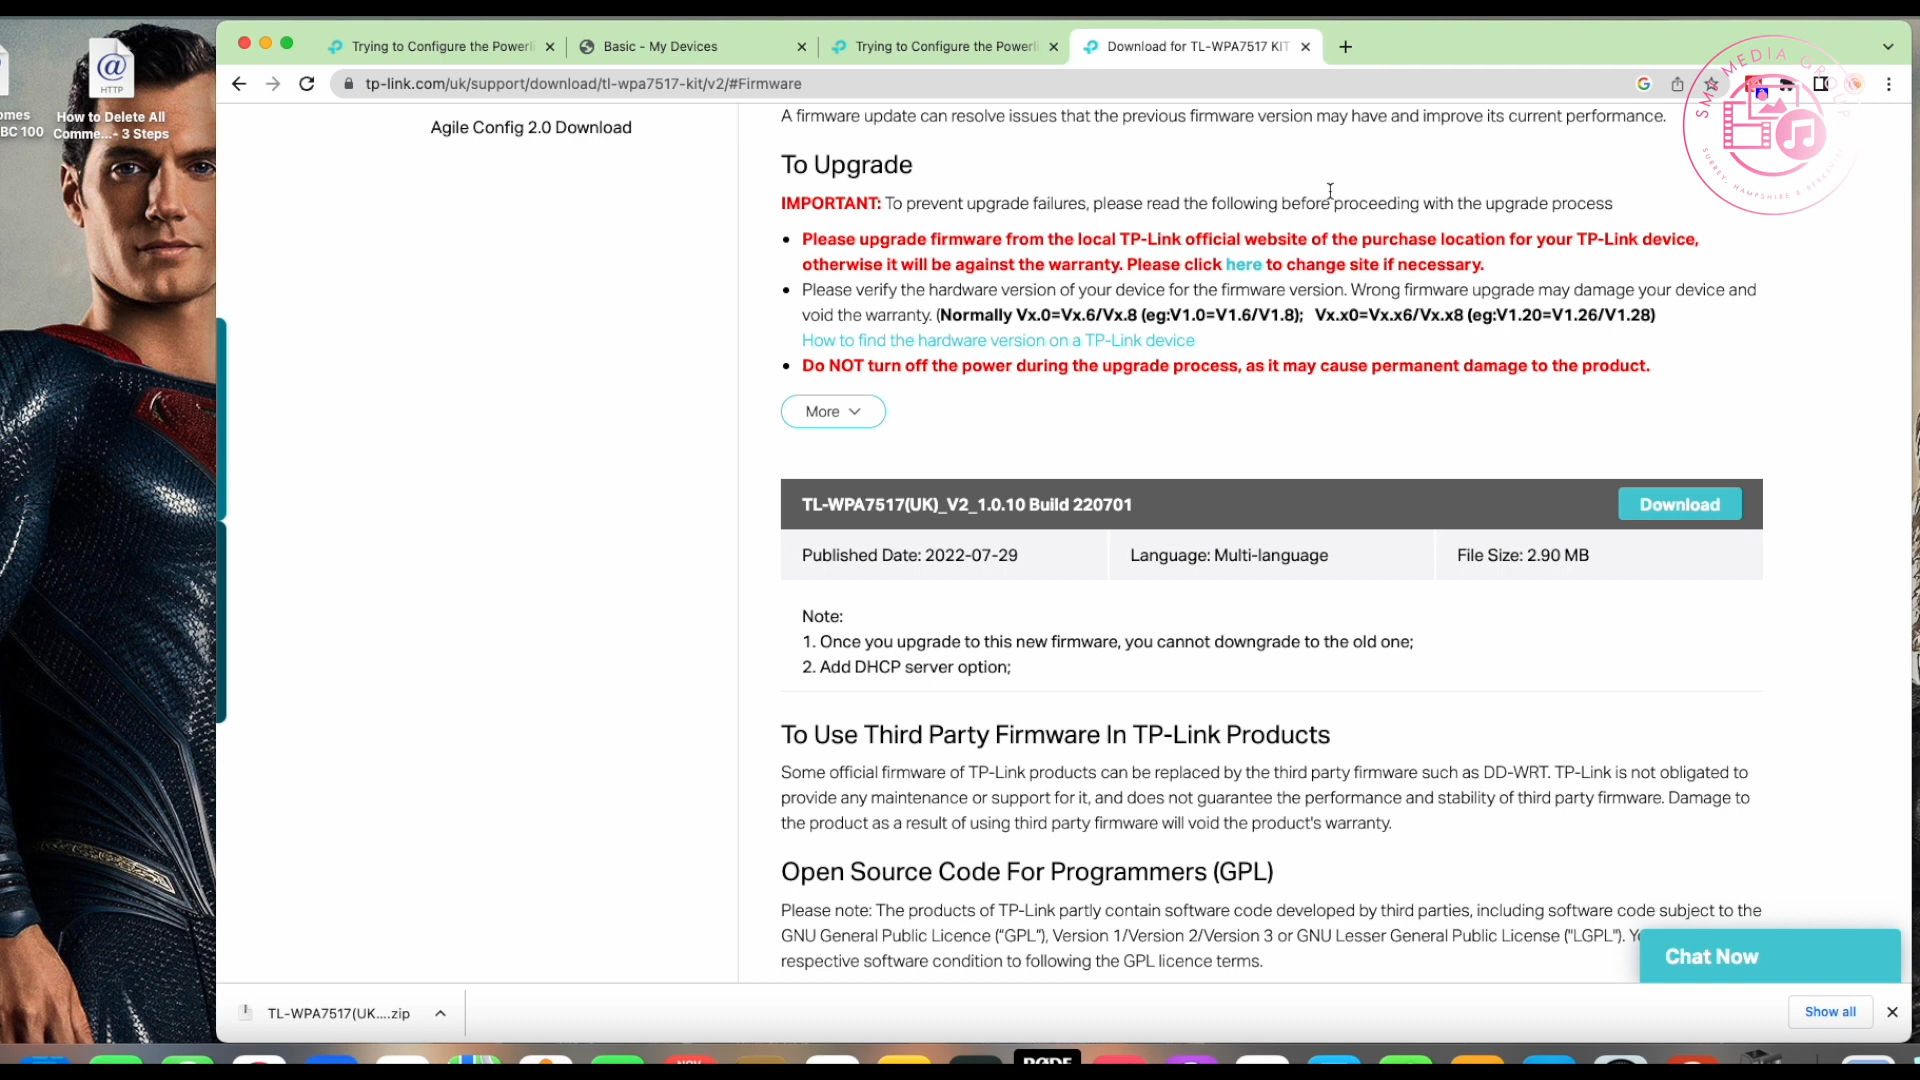 Trying to Configure the Powerli
Basic - My Devices
Trying to Configure the Powerli
Download for TL-WPA7517 KIT
tp-link.com/uk/support/download/tl-wpa7517-kit/v2/#Firmware
HTTP
omes
BC 100
How to Delete All
Comme...- 3 Steps
SME MEDIA GROUP
SURREY, HAMPSHIRE & BERKSHIRE
Agile Config 2.0 Download
A firmware update can resolve issues that the previous firmware version may have and improve its current performance.
To Upgrade
IMPORTANT: To prevent upgrade failures, please read the following before proceeding with the upgrade process
Please upgrade firmware from the local TP-Link official website of the purchase location for your TP-Link device,
otherwise it will be against the warranty. Please click here to change site if necessary.
Please verify the hardware version of your device for the firmware version. Wrong firmware upgrade may damage your device and
void the warranty. (Normally Vx.0=Vx.6/Vx.8 (eg:V1.0=V1.6/V1.8); Vx.x0=Vx.x6/Vx.x8 (eg:V1.20=V1.26/V1.28)
How to find the hardware version on a TP-Link device
Do NOT turn off the power during the upgrade process, as it may cause permanent damage to the product.
More
TL-WPA7517(UK)_V2_1.0.10 Build 220701
Download
Published Date: 2022-07-29
Language: Multi-language
File Size: 2.90 MB
Note:
1. Once you upgrade to this new firmware, you cannot downgrade to the old one;
2. Add DHCP server option;
To Use Third Party Firmware In TP-Link Products
Some official firmware of TP-Link products can be replaced by the third party firmware such as DD-WRT. TP-Link is not obligated to
provide any maintenance or support for it, and does not guarantee the performance and stability of third party firmware. Damage to
the product as a result of using third party firmware will void the product's warranty.
Open Source Code For Programmers (GPL)
Please note: The products of TP-Link partly contain software code developed by third parties, including software code subject to the
GNU General Public Licence ("GPL"), Version 1/Version 2/Version 3 or GNU Lesser General Public License ("LGPL"). Y
respective software condition to following the GPL licence terms.
Chat Now
TL-WPA7517(UK....zip
Show all
NOV
RØDE